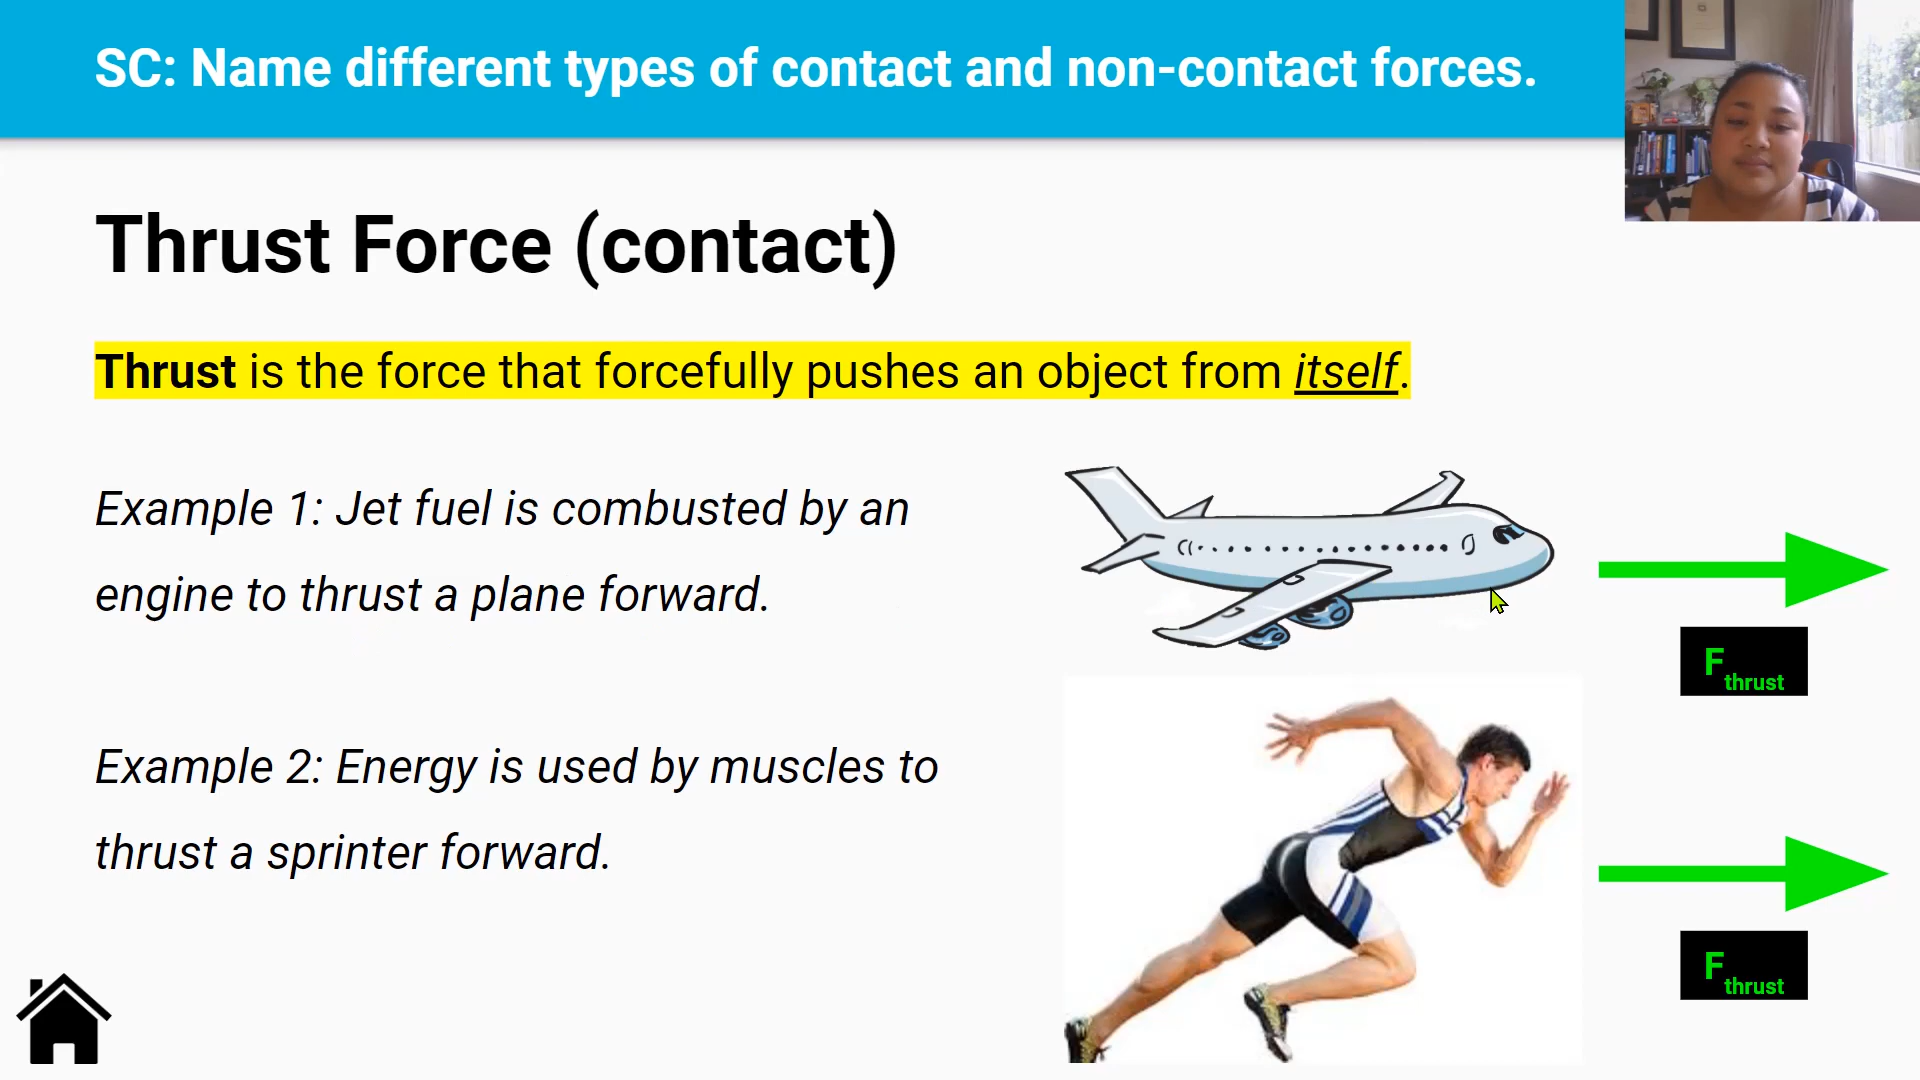 SC: Name different types of contact and non-contact forces.
Thrust Force (contact)
Thrust is the force that forcefully pushes an object from itself.
Example 1: Jet fuel is combusted by an
engine to thrust a plane forward.
F thrust
Example 2: Energy is used by muscles to
thrust a sprinter forward.
F thrust